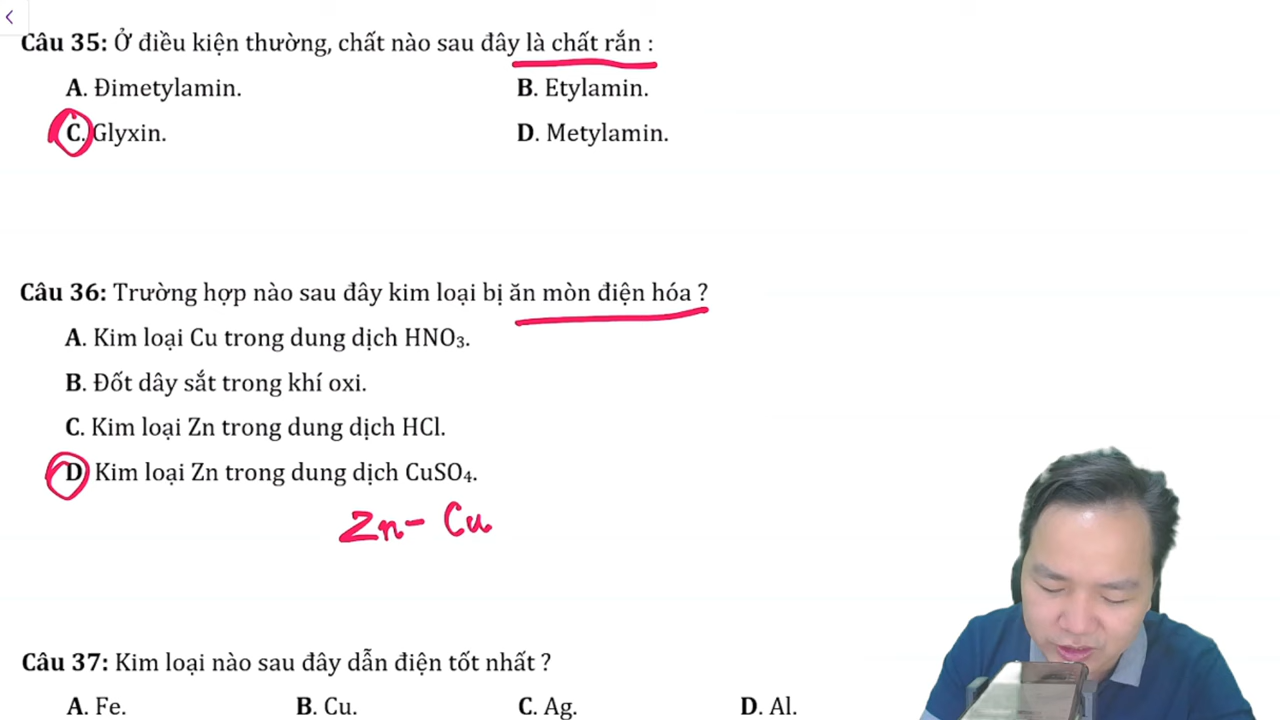 Câu 35: Ở điều kiện thường, chất nào sau đây là chất rắn :
A. Đimetylamin. B. Etylamin.
C. Glyxin. D. Metylamin.
Câu 36: Trường hợp nào sau đây kim loại bị ăn mòn điện hóa ?
A. Kim loại Cu trong dung dịch HNO₃.
B. Đốt dây sắt trong khí oxi.
C. Kim loại Zn trong dung dịch HCl.
D Kim loại Zn trong dung dịch CuSO₄.
Zn - Cu
Câu 37: Kim loại nào sau đây dẫn điện tốt nhất ?
A. Fe. B. Cu. C. Ag. D. Al.